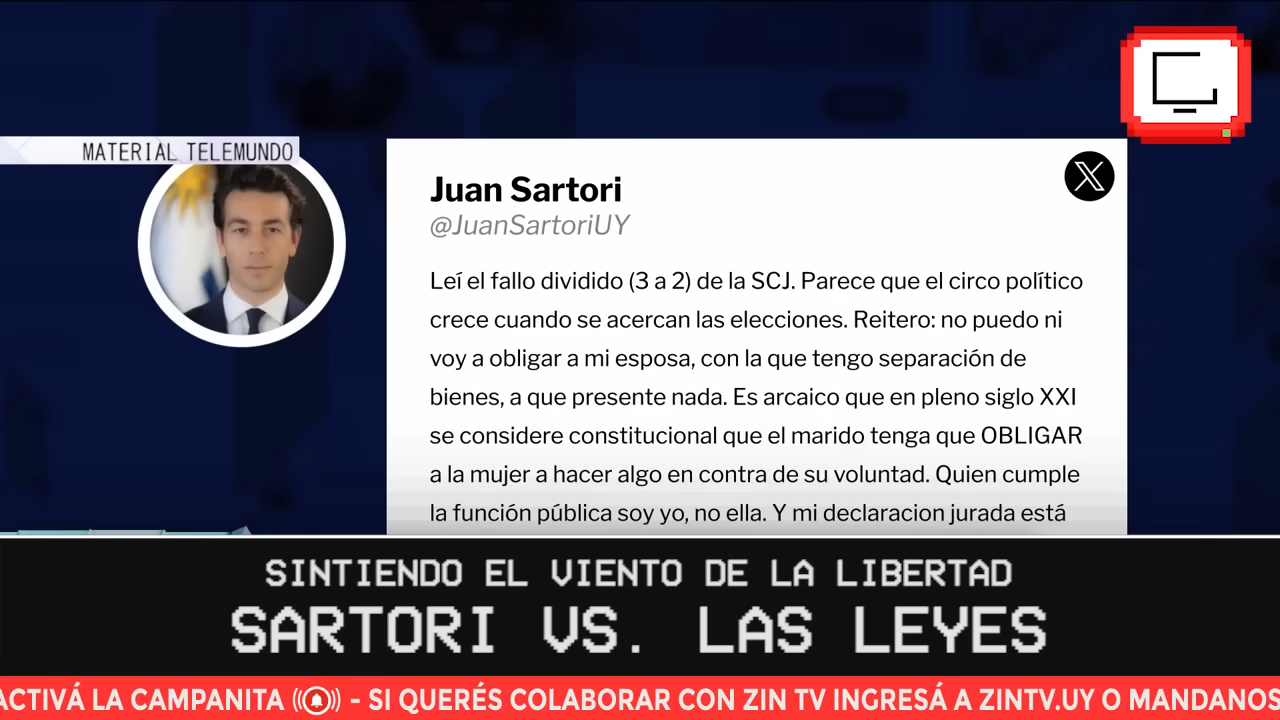 MATERIAL TELEMUNDO
Juan Sartori
@JuanSartoriUY
Leí el fallo dividido (3 a 2) de la SCJ. Parece que el circo político
crece cuando se acercan las elecciones. Reitero: no puedo ni
voy a obligar a mi esposa, con la que tengo separación de
bienes, a que presente nada. Es arcaico que en pleno siglo XXI
se considere constitucional que el marido tenga que OBLIGAR
a la mujer a hacer algo en contra de su voluntad. Quien cumple
la función pública soy yo, no ella. Y mi declaracion jurada está
SINTIENDO EL VIENTO DE LA LIBERTAD
SARTORI VS. LAS LEYES
ACTIVÁ LA CAMPANITA - SI QUERÉS COLABORAR CON ZIN TV INGRESÁ A ZINTV.UY O MANDANOS